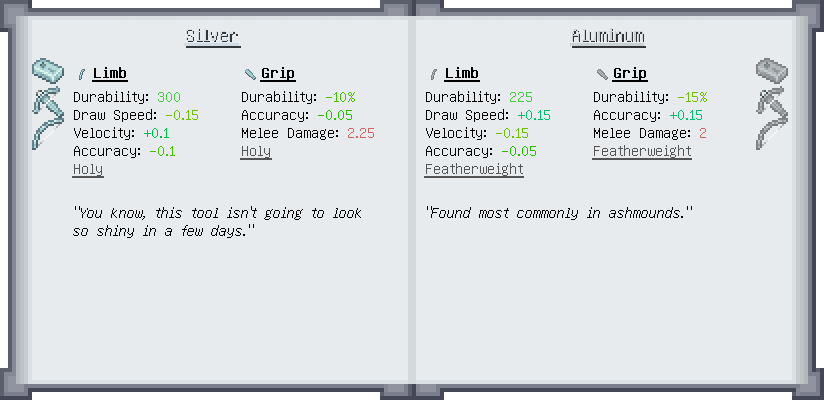 Silver
Limb
Durability: 300
Draw Speed: -0.15
Velocity: +0.1
Accuracy: -0.1
Holy
Grip
Durability: -10%
Accuracy: -0.05
Melee Damage: 2.25
Holy
"You know, this tool isn't going to look
so shiny in a few days."
Aluminum
Limb
Durability: 225
Draw Speed: +0.15
Velocity: -0.15
Accuracy: -0.05
Featherweight
Grip
Durability: -15%
Accuracy: +0.15
Melee Damage: 2
Featherweight
"Found most commonly in ashmounds."